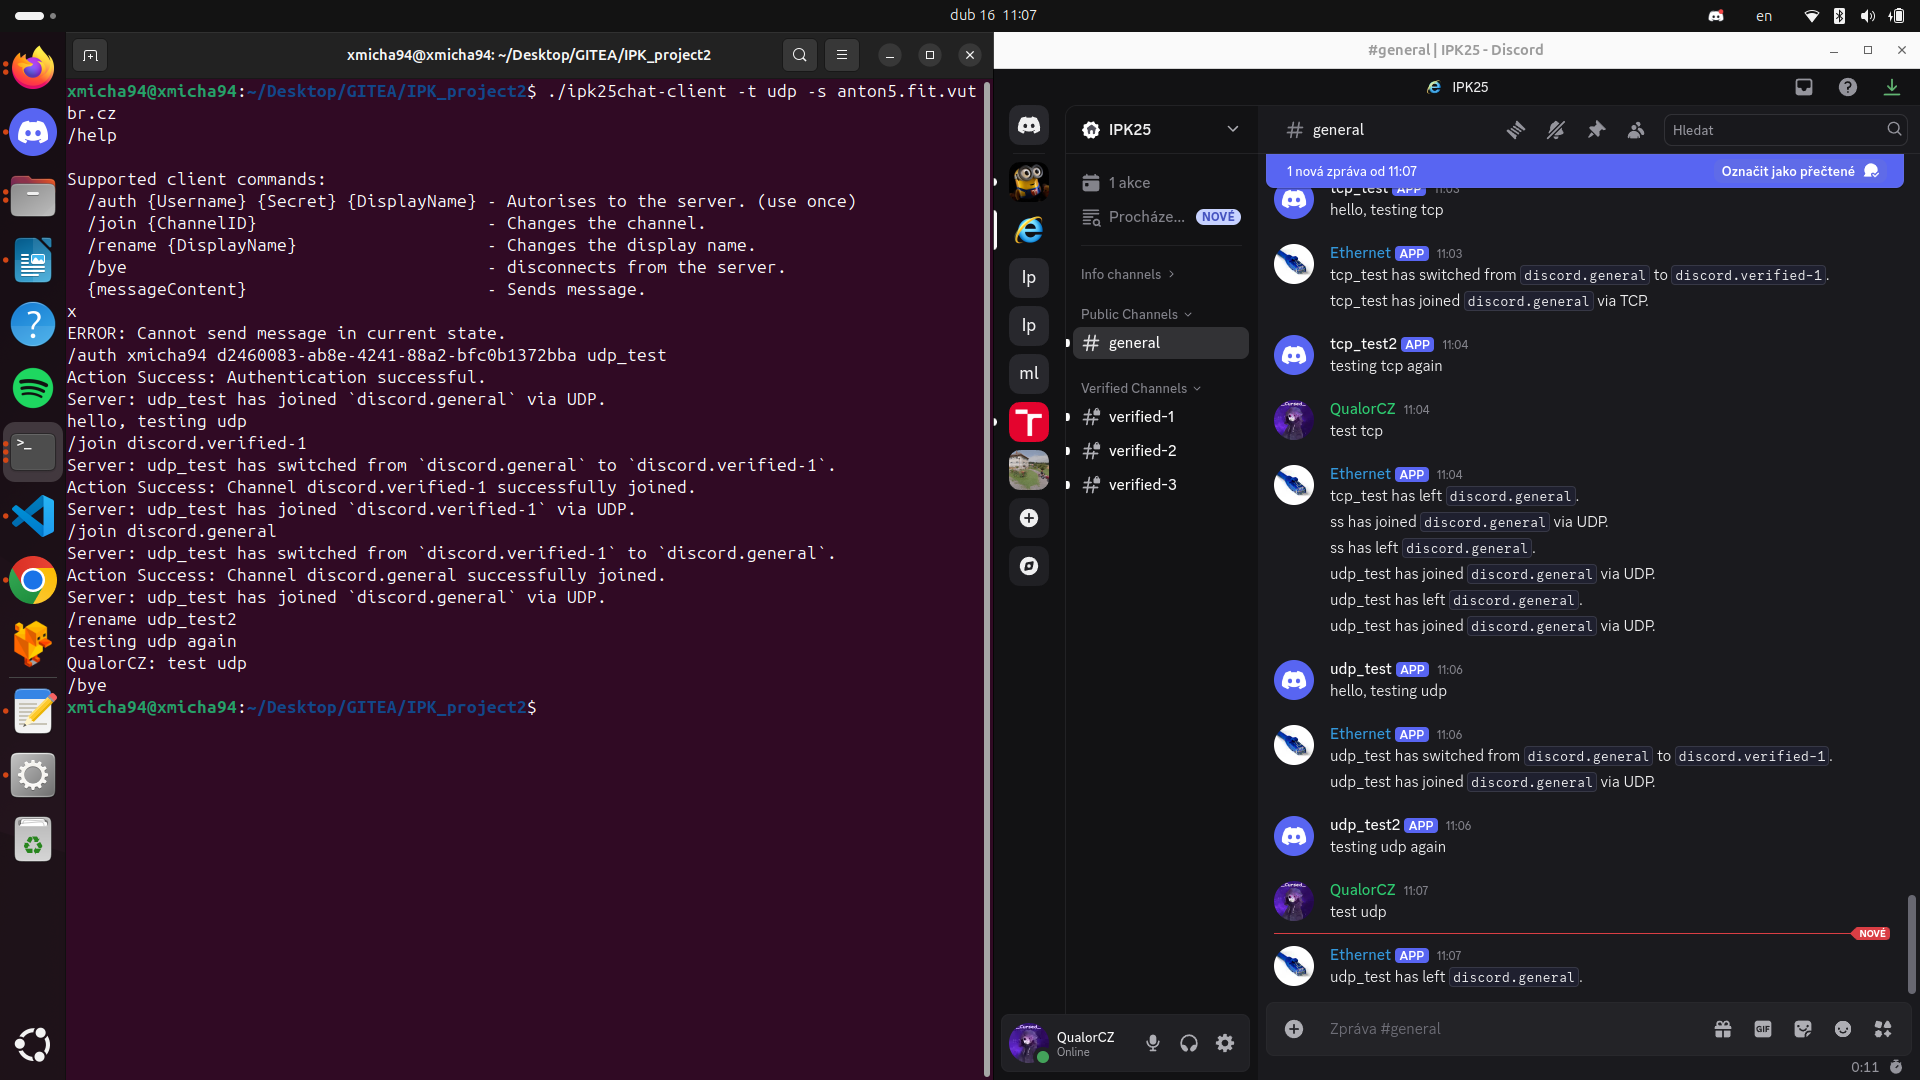 dub 16 11:07
en
xmicha94@xmicha94: ~/Desktop/GITEA/IPK_project2
xmicha94@xmicha94:~/Desktop/GITEA/IPK_project2$ ./ipk25chat-client -t udp -s anton5.fit.vut
br.cz
/help
Supported client commands:
/auth {Username} {Secret} {DisplayName} - Autorises to the server. (use once)
/join {ChannelID} - Changes the channel.
/rename {DisplayName} - Changes the display name.
/bye - disconnects from the server.
{messageContent} - Sends message.
x
ERROR: Cannot send message in current state.
/auth xmicha94 d2460083-ab8e-4241-88a2-bfc0b1372bba udp_test
Action Success: Authentication successful.
Server: udp_test has joined `discord.general` via UDP.
hello, testing udp
/join discord.verified-1
Server: udp_test has switched from `discord.general` to `discord.verified-1`.
Action Success: Channel discord.verified-1 successfully joined.
Server: udp_test has joined `discord.verified-1` via UDP.
/join discord.general
Server: udp_test has switched from `discord.verified-1` to `discord.general`.
Action Success: Channel discord.general successfully joined.
Server: udp_test has joined `discord.general` via UDP.
/rename udp_test2
testing udp again
QualorCZ: test udp
/bye
xmicha94@xmicha94:~/Desktop/GITEA/IPK_project2$
#general | IPK25 - Discord
IPK25
Ip
Ip
ml
IPK25
1 akce
Procháze... NOVÉ
Info channels
Public Channels
general
Verified Channels
verified-1
verified-2
verified-3
QualorCZ
Online
general
Hledat
1 nová zpráva od 11:07 Označit jako přečtené
tcp_test APP 11:03
hello, testing tcp
Ethernet APP 11:03
tcp_test has switched from discord.general to discord.verified-1.
tcp_test has joined discord.general via TCP.
tcp_test2 APP 11:04
testing tcp again
QualorCZ 11:04
test tcp
Ethernet APP 11:04
tcp_test has left discord.general.
ss has joined discord.general via UDP.
ss has left discord.general.
udp_test has joined discord.general via UDP.
udp_test has left discord.general.
udp_test has joined discord.general via UDP.
udp_test APP 11:06
hello, testing udp
Ethernet APP 11:06
udp_test has switched from discord.general to discord.verified-1.
udp_test has joined discord.general via UDP.
udp_test2 APP 11:06
testing udp again
QualorCZ 11:07
test udp
NOVÉ
Ethernet APP 11:07
udp_test has left discord.general.
Zpráva #general
GIF
0:11